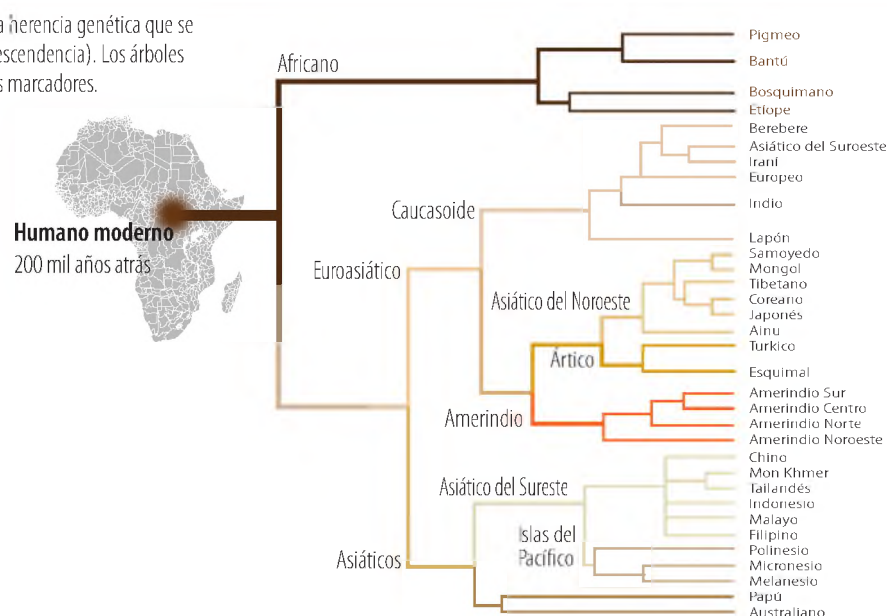 a herencia genética que se
escendencia). Los árboles
s marcadores.
Africano
Humano moderno
200 mil años atrás
Euroasiático
Caucasoide
Asiático del Noroeste
Ártico
Amerindio
Asiático del Sureste
Islas del
Pacífico
Asiáticos
Pigmeo
Bantú
Bosquimano
Etíope
Berebere
Asiático del Suroeste
Iraní
Europeo
Indio
Lapón
Samoyedo
Mongol
Tibetano
Coreano
Japonés
Ainu
Turkico
Esquimal
Amerindio Sur
Amerindio Centro
Amerindio Norte
Amerindio Noroeste
Chino
Mon Khmer
Tailandés
Indonesio
Malayo
Filipino
Polinesio
Micronesio
Melanesio
Papú
Australiano